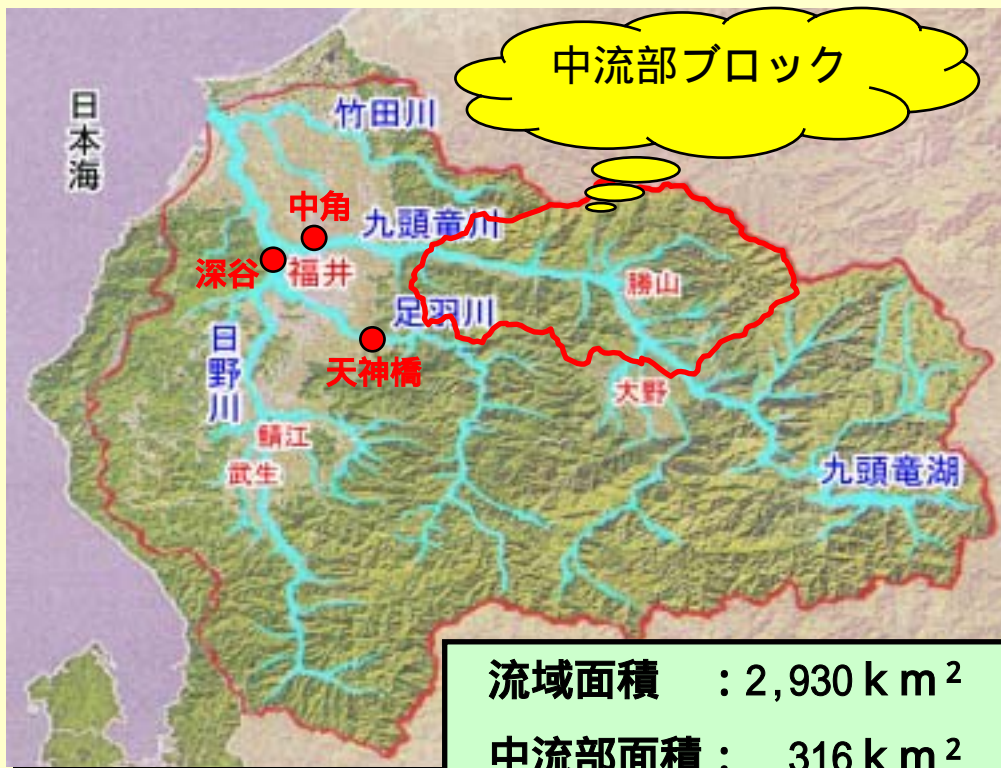 中流部ブロック
日本海
竹田川
中角
九頭竜川
深谷
福井
勝山
足羽川
日野川
天神橋
大野
鯖江
武生
九頭竜湖
流域面積 :2,930km²
中流部面積: 316km²